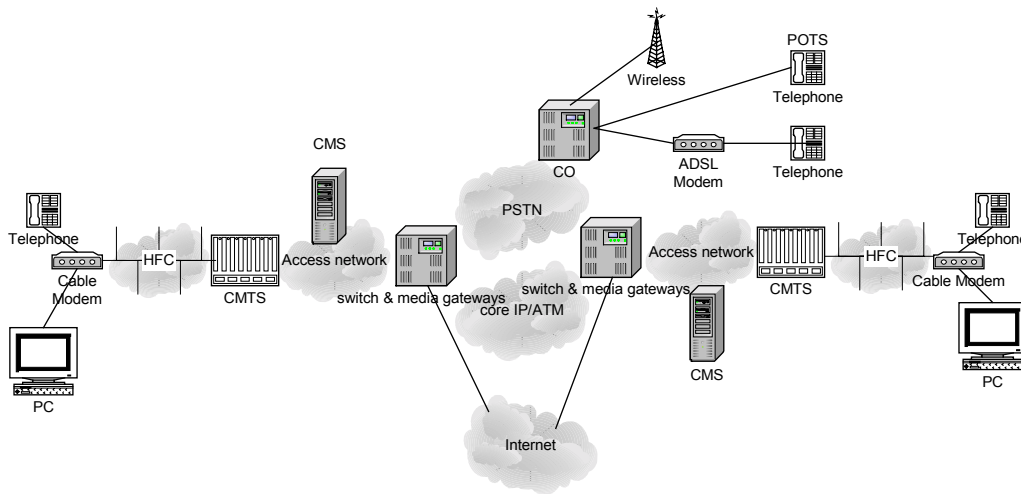 POTS
Wireless
Telephone
CMS
CO
ADSL
Modem
Telephone
PSTN
Telephone
HFC
CMTS
Access network
switch & media gateways
Cable
Modem
PC
core IP/ATM
switch & media gateways
Access network
CMTS
HFC
Telephone
Cable Modem
CMS
PC
Internet